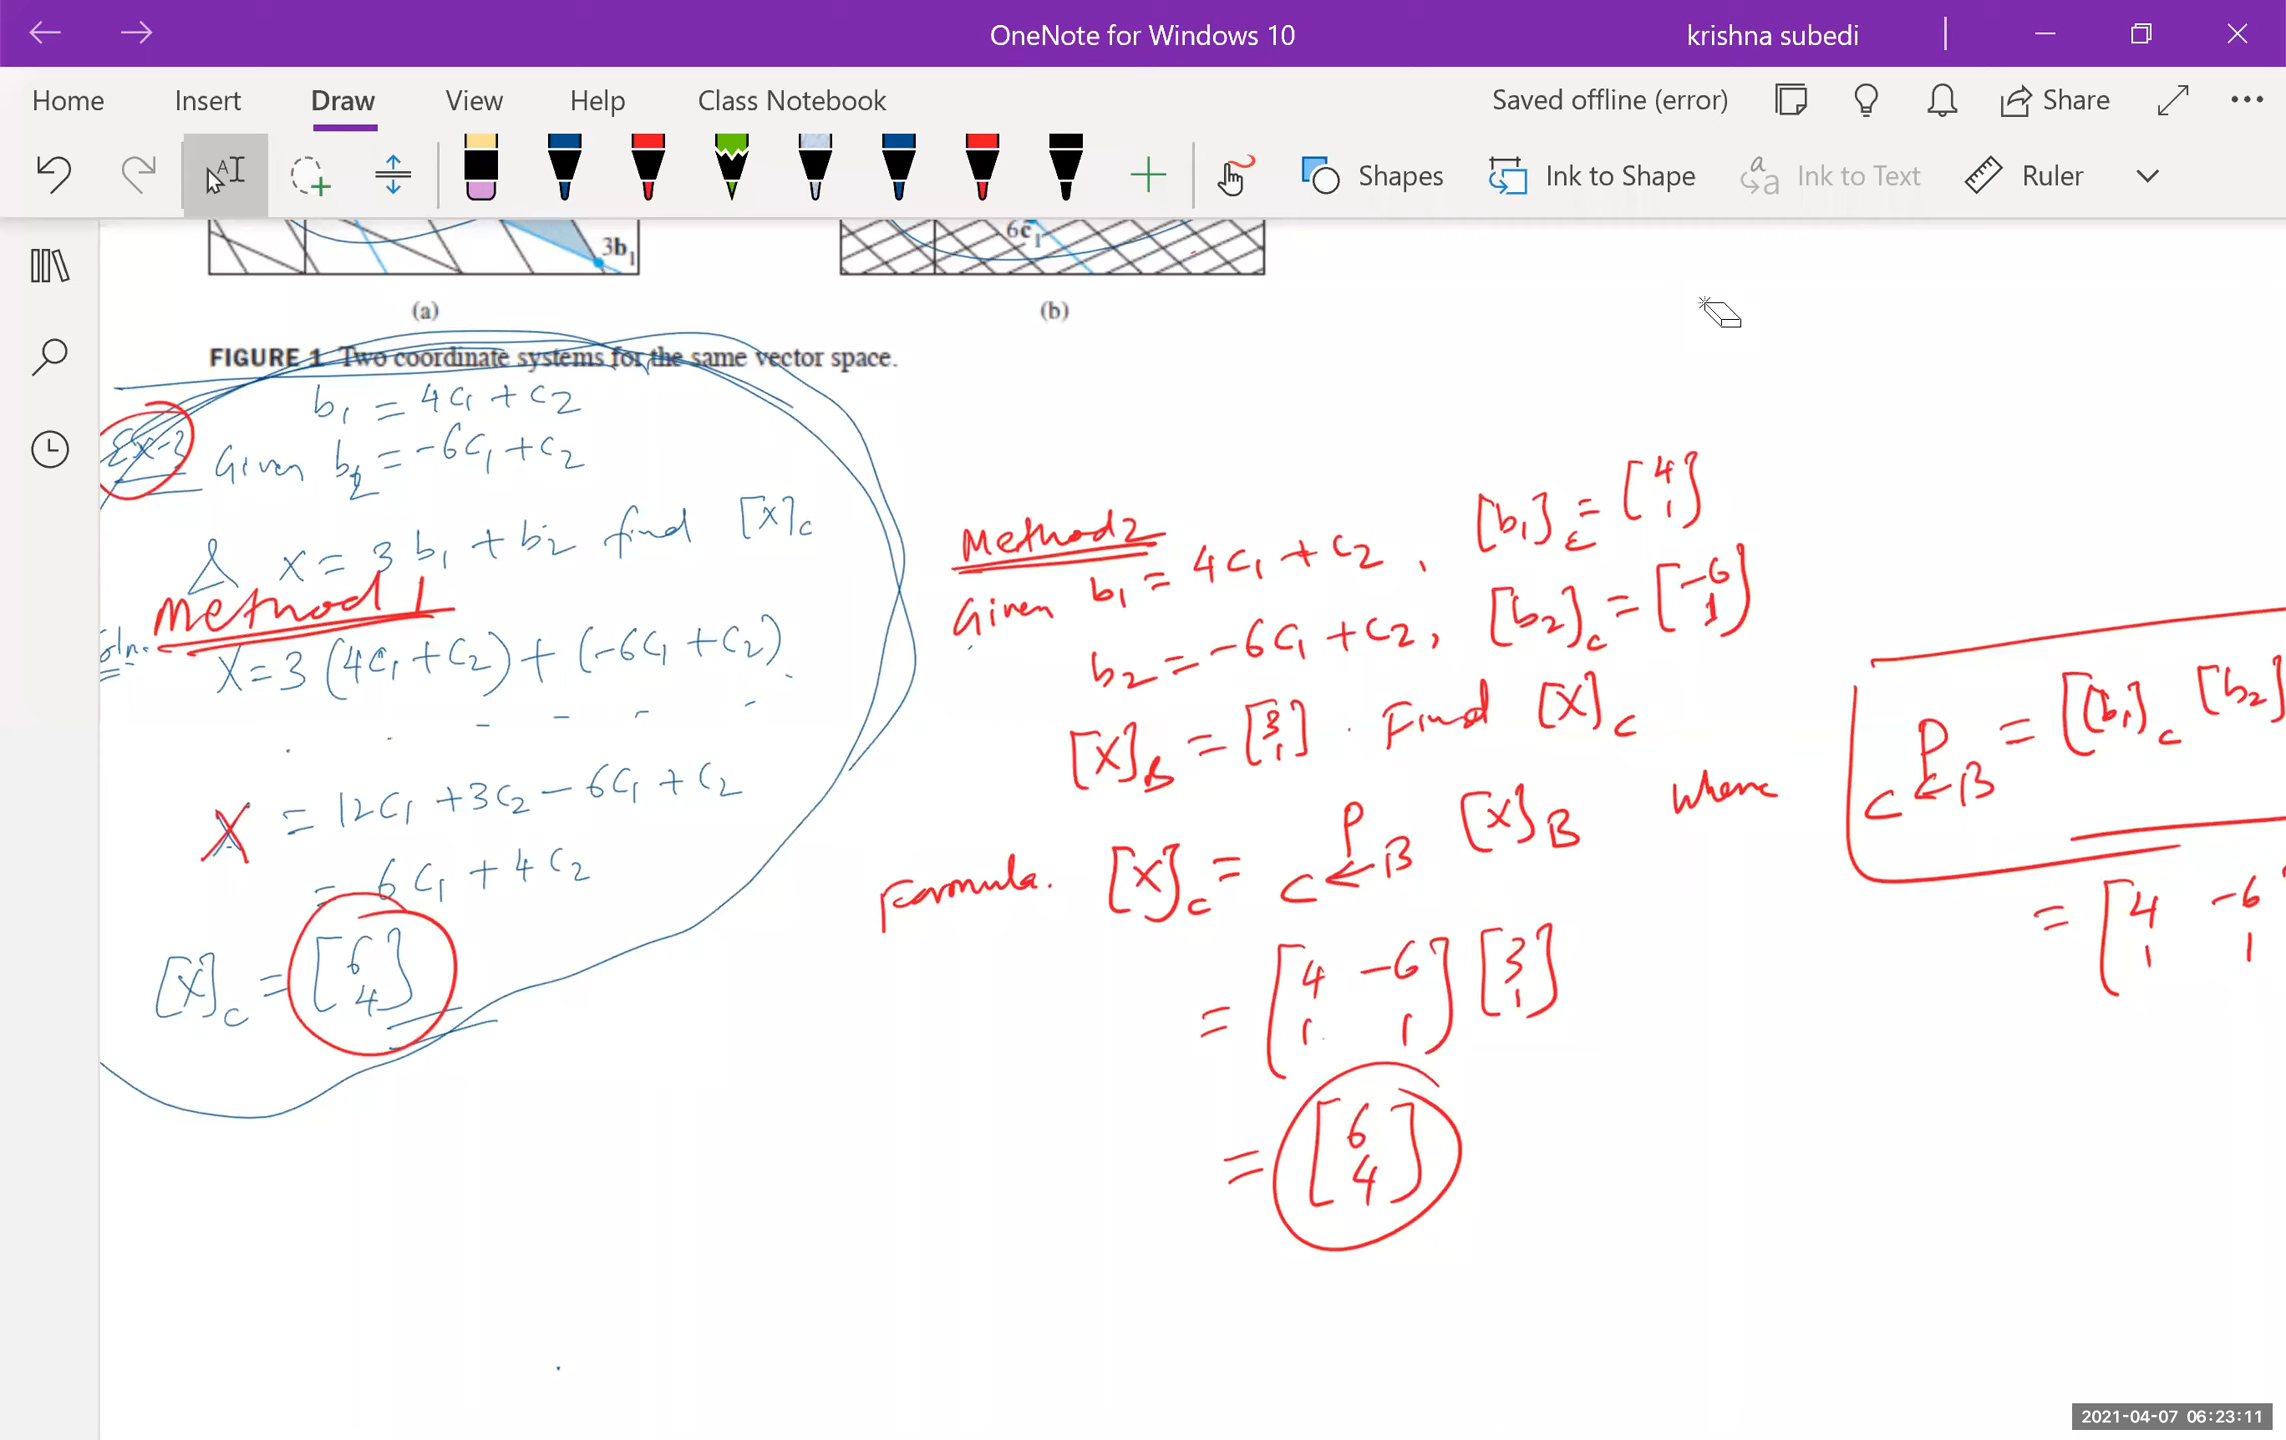 OneNote for Windows 10
krishna subedi
Home Insert Draw View Help Class Notebook
Saved offline (error) Share
Shapes Ink to Shape Ink to Text Ruler
3b1
6c1
(a)
(b)
FIGURE 1 Two coordinate systems for the same vector space.
b1 = 4c1 + c2
Ex-2 Given b2 = -6c1 + c2
& x = 3b1 + b2 find [x]c
Method 1
Soln. x = 3(4c1 + c2) + (-6c1 + c2)
x = 12c1 + 3c2 - 6c1 + c2
= 6c1 + 4c2
[x]c = [6 4]
Method 2
Given b1 = 4c1 + c2 , [b1]c = [4 1]
b2 = -6c1 + c2 , [b2]c = [-6 1]
[x]B = [3 1] . Find [x]c
Formula. [x]c = P C←B [x]B where
= [4 -6 1 1] [3 1]
= [6 4]
P C←B = [[b1]c [b2]
= [4 -6 1 1
2021-04-07 06:23:11